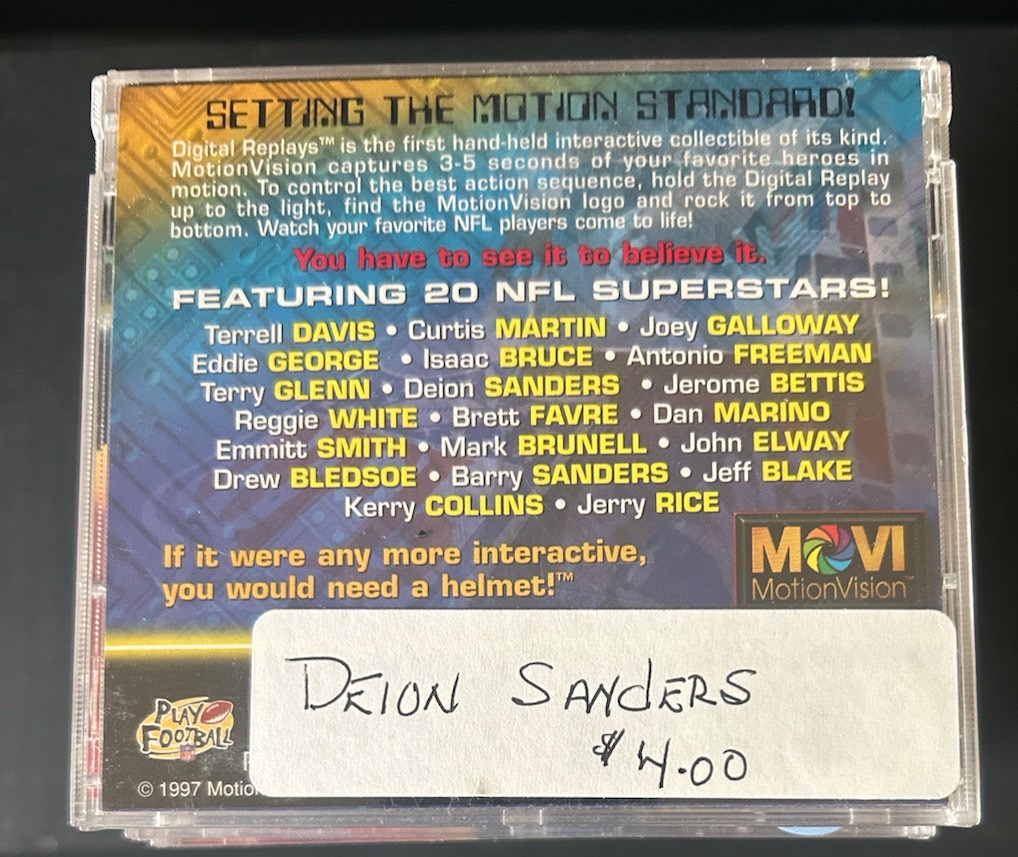 SETTING THE MOTION STANDARD!
Digital Replays™ is the first hand-held interactive collectible of its kind.
MotionVision captures 3-5 seconds of your favorite heroes in
motion. To control the best action sequence, hold the Digital Replay
up to the light, find the MotionVision logo and rock it from top to
bottom. Watch your favorite NFL players come to life!
You have to see it to believe it.
FEATURING 20 NFL SUPERSTARS!
Terrell DAVIS • Curtis MARTIN • Joey GALLOWAY
Eddie GEORGE • Isaac BRUCE • Antonio FREEMAN
Terry GLENN • Deion SANDERS • Jerome BETTIS
Reggie WHITE • Brett FAVRE • Dan MARINO
Emmitt SMITH • Mark BRUNELL • John ELWAY
Drew BLEDSOE • Barry SANDERS • Jeff BLAKE
Kerry COLLINS • Jerry RICE
If it were any more interactive,
you would need a helmet!™
MOVI
MotionVision™
DEION SANDERS
$4.00
PLAY
FOOTBALL
NFL
© 1997 Motio